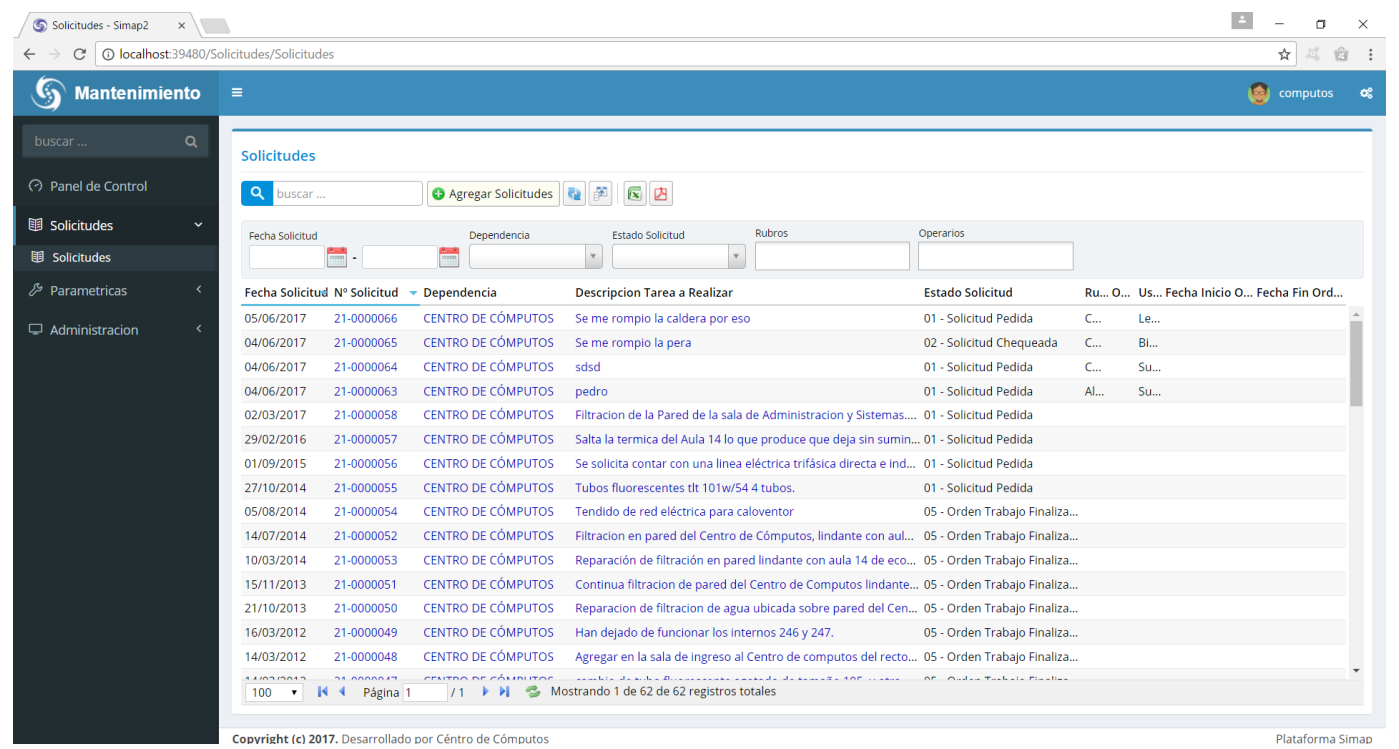 Solicitudes - Simap2
localhost:39480/Solicitudes/Solicitudes
Mantenimiento
computos
buscar ...
Panel de Control
Solicitudes
Solicitudes
Parametricas
Administracion
Solicitudes
buscar ... Agregar Solicitudes
Fecha Solicitud Dependencia Estado Solicitud Rubros Operarios
-
Fecha Solicitud Nº Solicitud Dependencia Descripcion Tarea a Realizar Estado Solicitud Ru... O... Us... Fecha Inicio O... Fecha Fin Ord...
05/06/2017 21-0000066 CENTRO DE CÓMPUTOS Se me rompio la caldera por eso 01 - Solicitud Pedida C... Le...
04/06/2017 21-0000065 CENTRO DE CÓMPUTOS Se me rompio la pera 02 - Solicitud Chequeada C... Bi...
04/06/2017 21-0000064 CENTRO DE CÓMPUTOS sdsd 01 - Solicitud Pedida C... Su...
04/06/2017 21-0000063 CENTRO DE CÓMPUTOS pedro 01 - Solicitud Pedida Al... Su...
02/03/2017 21-0000058 CENTRO DE CÓMPUTOS Filtracion de la Pared de la sala de Administracion y Sistemas.... 01 - Solicitud Pedida
29/02/2016 21-0000057 CENTRO DE CÓMPUTOS Salta la termica del Aula 14 lo que produce que deja sin sumin... 01 - Solicitud Pedida
01/09/2015 21-0000056 CENTRO DE CÓMPUTOS Se solicita contar con una linea eléctrica trifásica directa e ind... 01 - Solicitud Pedida
27/10/2014 21-0000055 CENTRO DE CÓMPUTOS Tubos fluorescentes tlt 101w/54 4 tubos. 01 - Solicitud Pedida
05/08/2014 21-0000054 CENTRO DE CÓMPUTOS Tendido de red eléctrica para caloventor 05 - Orden Trabajo Finaliza...
14/07/2014 21-0000052 CENTRO DE CÓMPUTOS Filtracion en pared del Centro de Cómputos, lindante con aul... 05 - Orden Trabajo Finaliza...
10/03/2014 21-0000053 CENTRO DE CÓMPUTOS Reparación de filtración en pared lindante con aula 14 de eco... 05 - Orden Trabajo Finaliza...
15/11/2013 21-0000051 CENTRO DE CÓMPUTOS Continua filtracion de pared del Centro de Computos lindante... 05 - Orden Trabajo Finaliza...
21/10/2013 21-0000050 CENTRO DE CÓMPUTOS Reparacion de filtracion de agua ubicada sobre pared del Cen... 05 - Orden Trabajo Finaliza...
16/03/2012 21-0000049 CENTRO DE CÓMPUTOS Han dejado de funcionar los internos 246 y 247. 05 - Orden Trabajo Finaliza...
14/03/2012 21-0000048 CENTRO DE CÓMPUTOS Agregar en la sala de ingreso al Centro de computos del recto... 05 - Orden Trabajo Finaliza...
100 Página 1 / 1 Mostrando 1 de 62 de 62 registros totales
Copyright (c) 2017. Desarrollado por Céntro de Cómputos Plataforma Simap